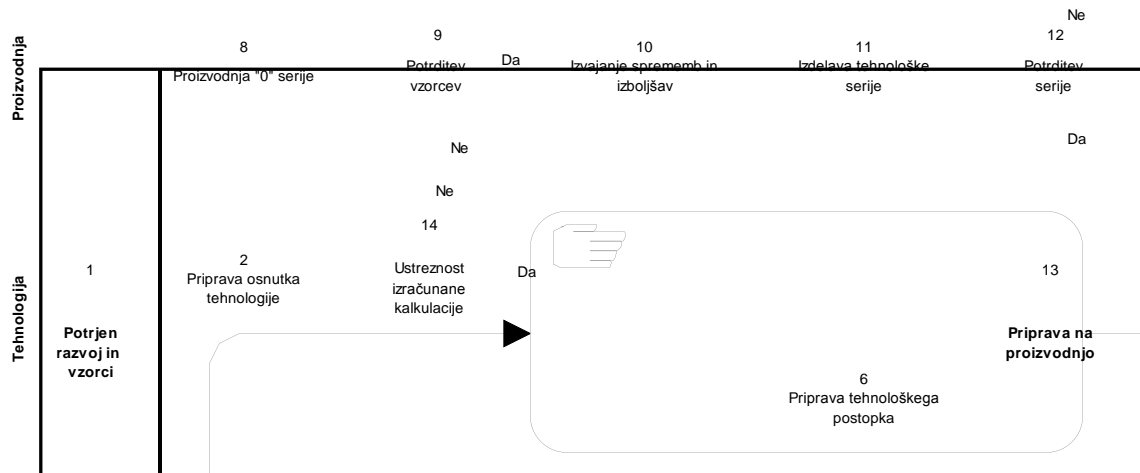 Proizvodnja
8
Proizvodnja "0" serije
9
Potrditev
vzorcev
Da
10
Izvajanje sprememb in
izboljšav
11
Izdelava tehnološke
serije
Ne
12
Potrditev
serije
Da
Ne
Ne
Tehnologija
1
Potrjen
razvoj in
vzorci
2
Priprava osnutka
tehnologije
14
Ustreznost
izračunane
kalkulacije
Da
13
Priprava na
proizvodnjo
6
Priprava tehnološkega
postopka